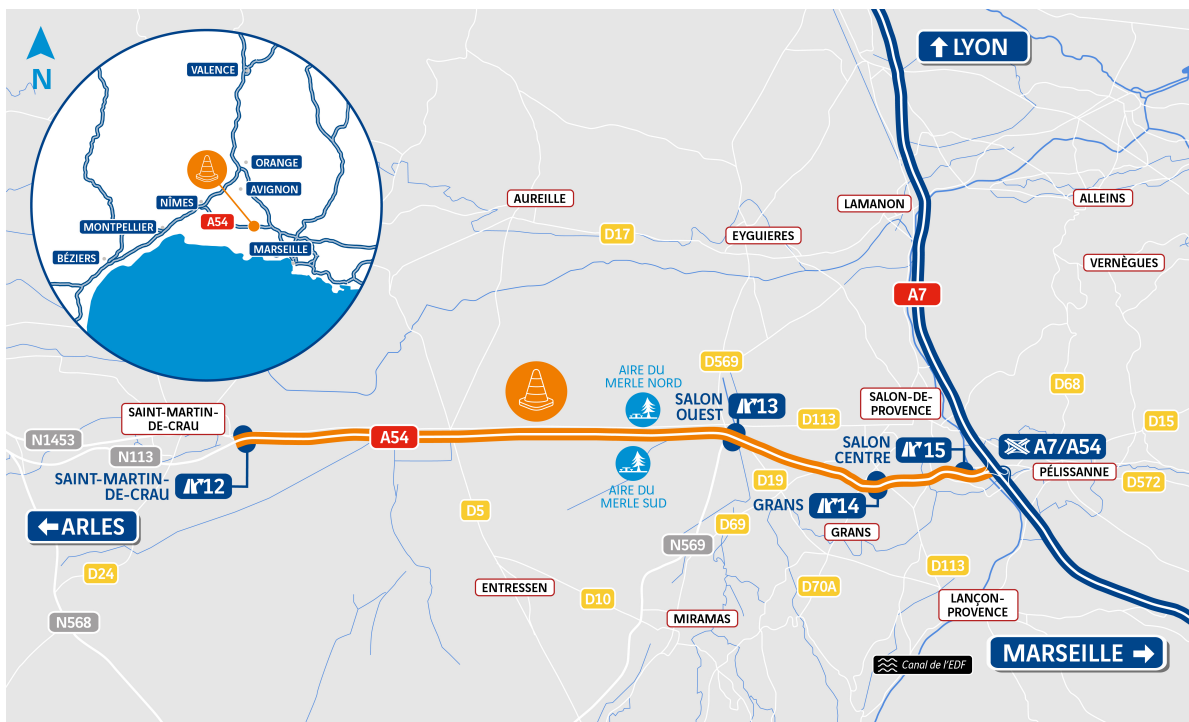 N
VALENCE
ORANGE
AVIGNON
NÎMES
A54
MONTPELLIER
MARSEILLE
BÉZIERS
LYON
AUREILLE
LAMANON
ALLEINS
D17
EYGUIERES
VERNÈGUES
A7
AIRE DU
MERLE NORD
D569
D68
SALON
OUEST
13
SALON-DE-
PROVENCE
SAINT-MARTIN-
DE-CRAU
D113
D15
N1453
A54
N113
SALON
CENTRE
15
A7/A54
SAINT-MARTIN-
DE-CRAU
12
AIRE DU
MERLE SUD
D19
PÉLISSANNE
D572
GRANS
14
ARLES
D5
D69
GRANS
N569
D24
D113
ENTRESSEN
D10
D70A
LANÇON-
PROVENCE
N568
MIRAMAS
MARSEILLE
Canal de l'EDF